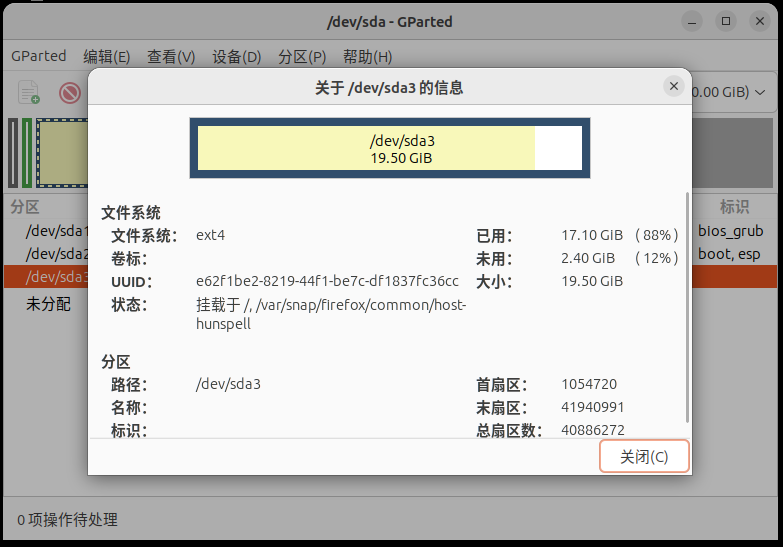 /dev/sda - GParted
GParted 编辑(E) 查看(V) 设备(D) 分区(P) 帮助(H)
关于 /dev/sda3 的信息
0.00 GiB)
/dev/sda3
19.50 GiB
分区 标识
/dev/sda1 bios_grub
/dev/sda2 boot, esp
/dev/sda3
未分配
文件系统
文件系统： ext4 已用： 17.10 GiB ( 88% )
卷标： 未用： 2.40 GiB ( 12% )
UUID： e62f1be2-8219-44f1-be7c-df1837fc36cc 大小： 19.50 GiB
状态： 挂载于 /, /var/snap/firefox/common/host-
hunspell
分区
路径： /dev/sda3 首扇区： 1054720
名称： 末扇区： 41940991
标识： 总扇区数： 40886272
关闭(C)
0 项操作待处理